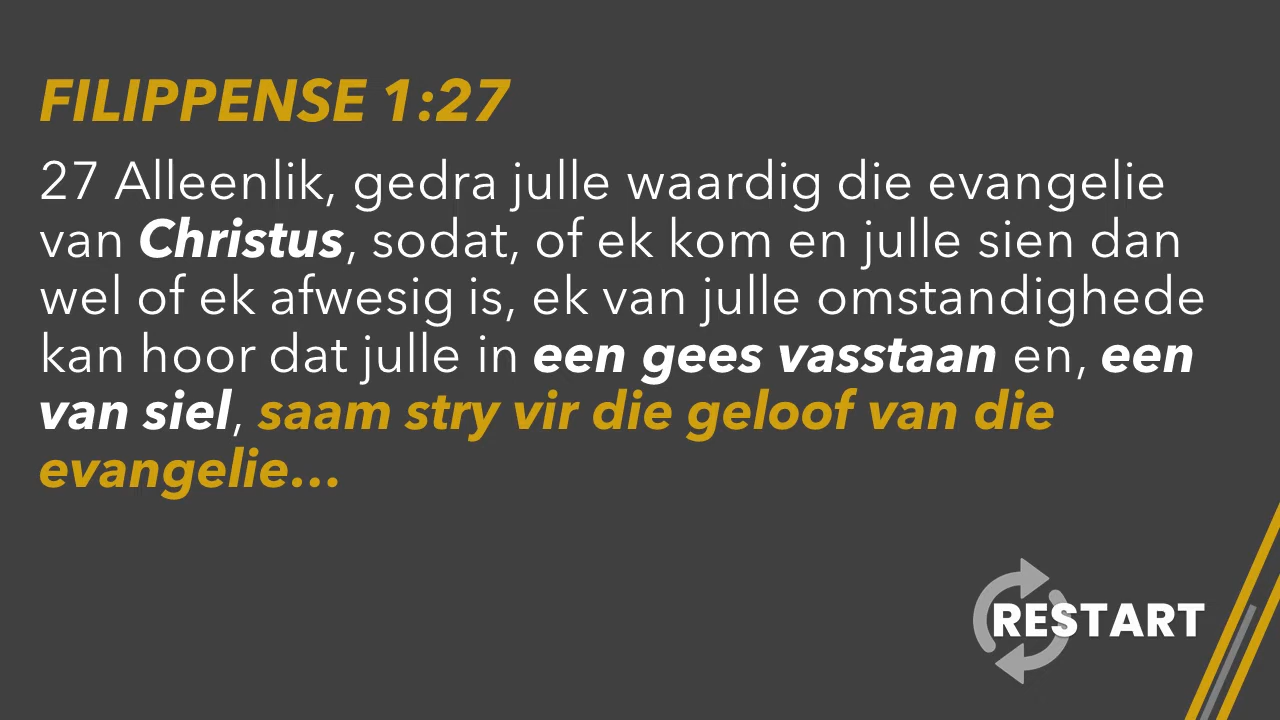 FILIPPENSE 1:27
27 Alleenlik, gedra julle waardig die evangelie
van Christus, sodat, of ek kom en julle sien dan
wel of ek afwesig is, ek van julle omstandighede
kan hoor dat julle in een gees vasstaan en, een
van siel, saam stry vir die geloof van die
evangelie...
RESTART